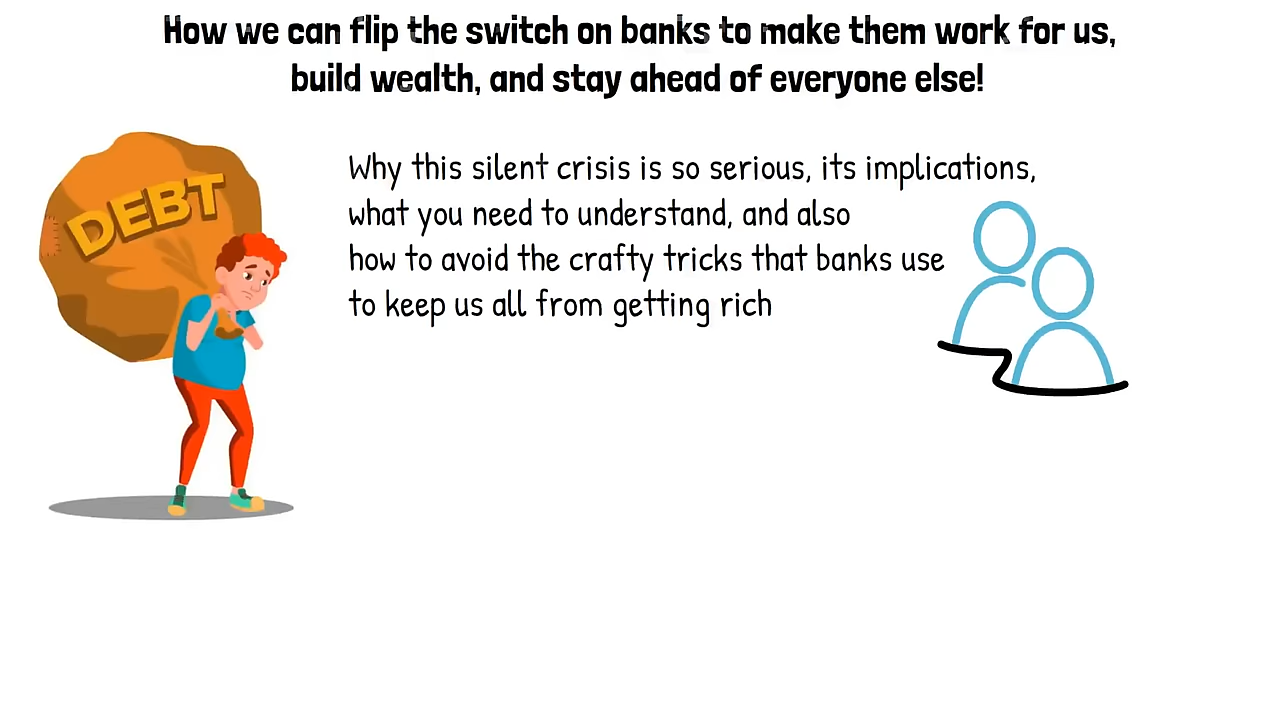 How we can flip the switch on banks to make them work for us,
build wealth, and stay ahead of everyone else!
DEBT
Why this silent crisis is so serious, its implications,
what you need to understand, and also
how to avoid the crafty tricks that banks use
to keep us all from getting rich